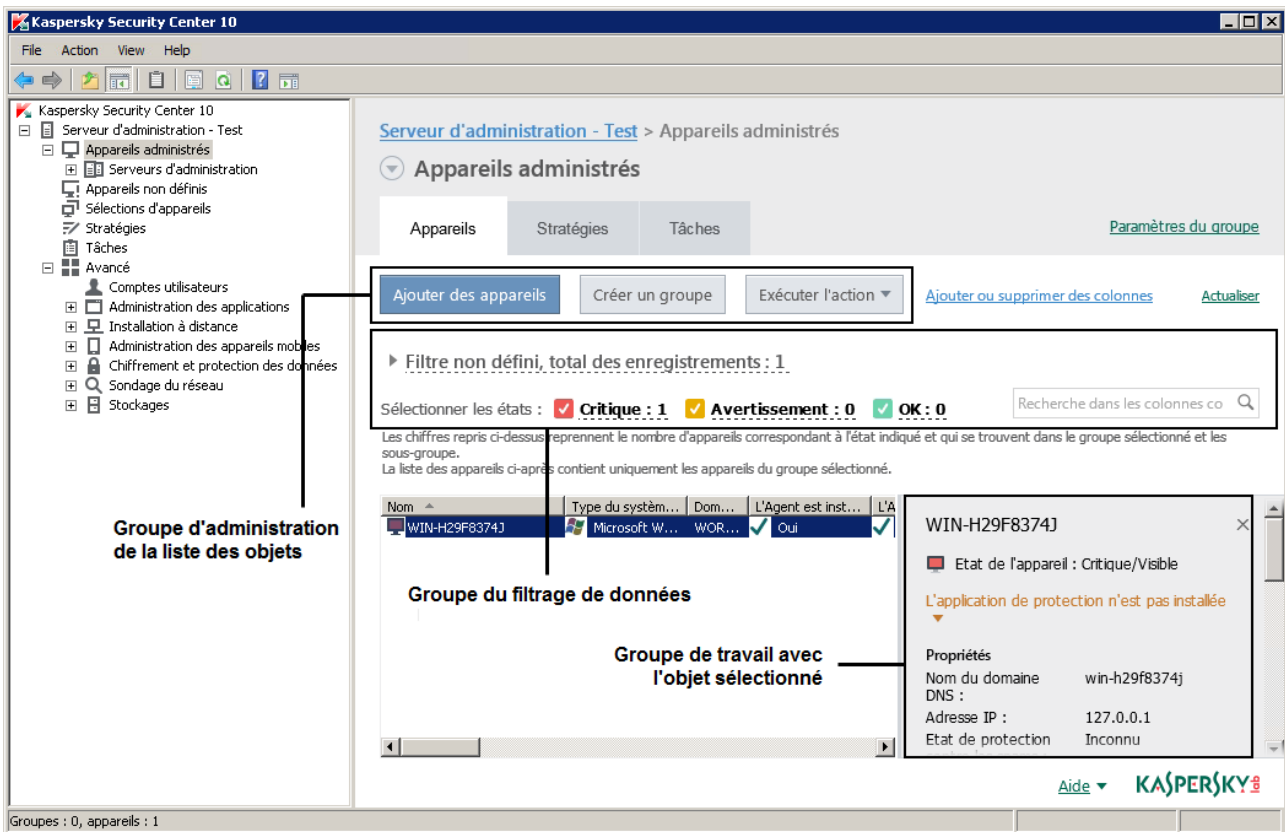 Kaspersky Security Center 10
File Action View Help
Kaspersky Security Center 10
Serveur d'administration - Test
Appareils administrés
Serveurs d'administration
Appareils non définis
Sélections d'appareils
Stratégies
Tâches
Avancé
Comptes utilisateurs
Administration des applications
Installation à distance
Administration des appareils mobiles
Chiffrement et protection des données
Sondage du réseau
Stockages
Serveur d'administration - Test > Appareils administrés
Appareils administrés
Appareils Stratégies Tâches Paramètres du groupe
Ajouter des appareils Créer un groupe Exécuter l'action Ajouter ou supprimer des colonnes Actualiser
Filtre non défini, total des enregistrements : 1
Sélectionner les états : Critique : 1 Avertissement : 0 OK : 0 Recherche dans les colonnes co
Les chiffres repris ci-dessus reprennent le nombre d'appareils correspondant à l'état indiqué et qui se trouvent dans le groupe sélectionné et les
sous-groupe.
La liste des appareils ci-après contient uniquement les appareils du groupe sélectionné.
Nom Type du systèm... Dom... L'Agent est inst... L'A
WIN-H29F8374J Microsoft W... WOR... Oui
Groupe d'administration
de la liste des objets
Groupe du filtrage de données
Groupe de travail avec
l'objet sélectionné
WIN-H29F8374J
Etat de l'appareil : Critique/Visible
L'application de protection n'est pas installée
Propriétés
Nom du domaine DNS : win-h29f8374j
Adresse IP : 127.0.0.1
Etat de protection Inconnu
Aide KASPERSKY lab
Groupes : 0, appareils : 1